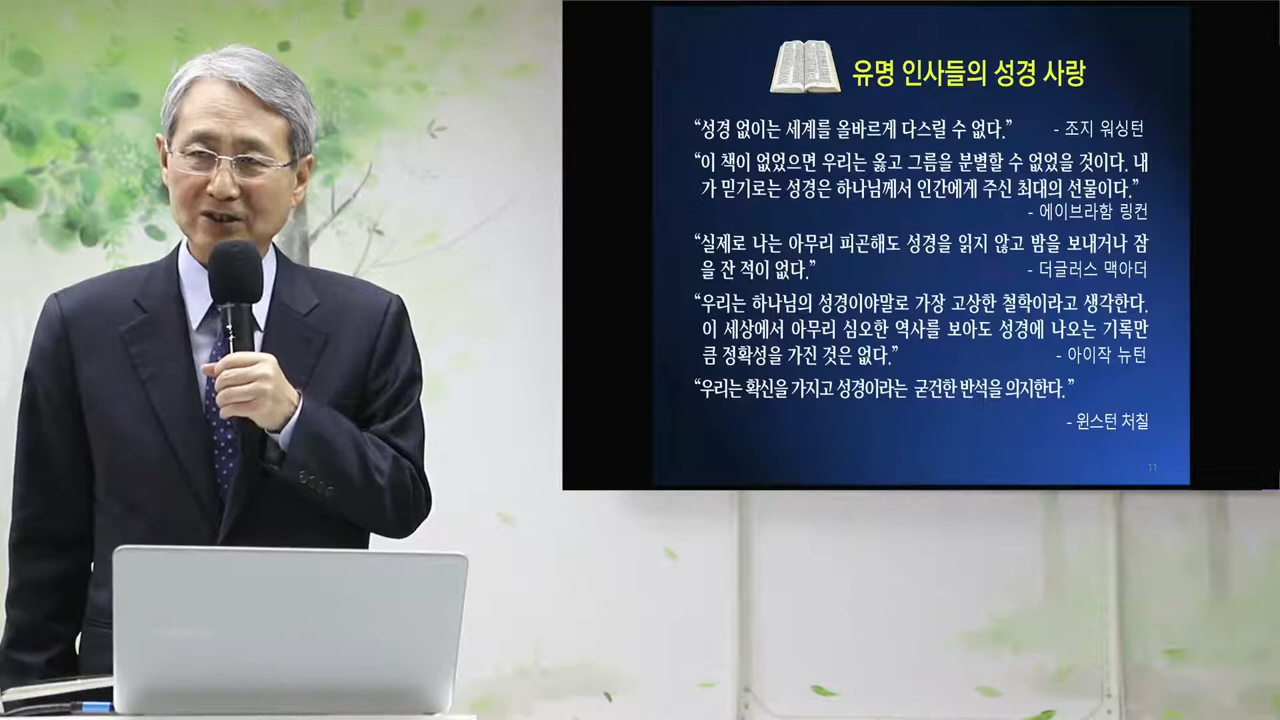 유명 인사들의 성경 사랑
“성경 없이는 세계를 올바르게 다스릴 수 없다.” - 조지 워싱턴
“이 책이 없었으면 우리는 옳고 그름을 분별할 수 없었을 것이다. 내
가 믿기로는 성경은 하나님께서 인간에게 주신 최대의 선물이다.”
- 에이브라함 링컨
“실제로 나는 아무리 피곤해도 성경을 읽지 않고 밤을 보내거나 잠
을 잔 적이 없다.” - 더글러스 맥아더
“우리는 하나님의 성경이야말로 가장 고상한 철학이라고 생각한다.
이 세상에서 아무리 심오한 역사를 보아도 성경에 나오는 기록만
큼 정확성을 가진 것은 없다.” - 아이작 뉴턴
“우리는 확신을 가지고 성경이라는 굳건한 반석을 의지한다.”
- 윈스턴 처칠
11